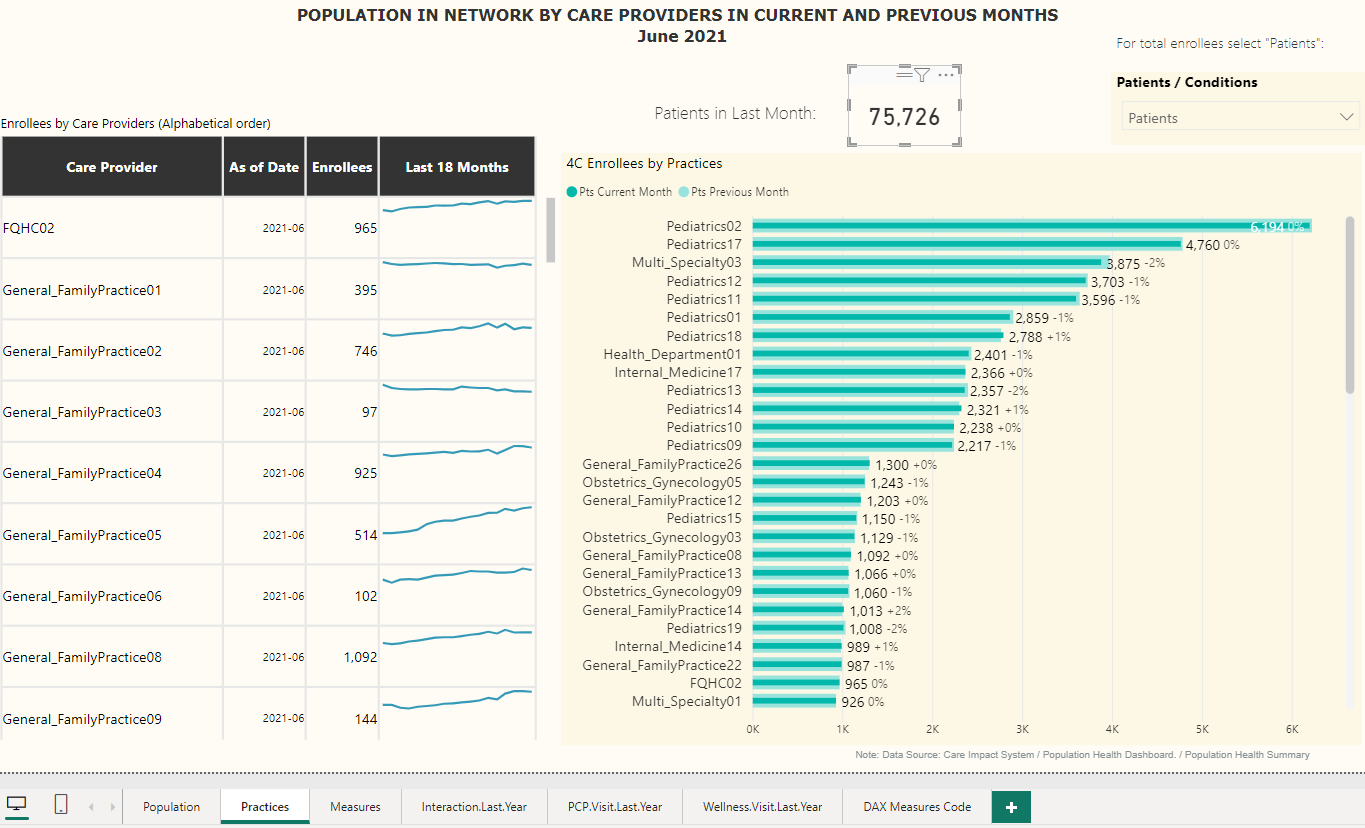 POPULATION IN NETWORK BY CARE PROVIDERS IN CURRENT AND PREVIOUS MONTHS
June 2021
For total enrollees select "Patients":
Patients / Conditions
Patients
Patients in Last Month:
75,726
Enrollees by Care Providers (Alphabetical order)
Care Provider As of Date Enrollees Last 18 Months
FQHC02 2021-06 965
General_FamilyPractice01 2021-06 395
General_FamilyPractice02 2021-06 746
General_FamilyPractice03 2021-06 97
General_FamilyPractice04 2021-06 925
General_FamilyPractice05 2021-06 514
General_FamilyPractice06 2021-06 102
General_FamilyPractice08 2021-06 1,092
General_FamilyPractice09 2021-06 144
4C Enrollees by Practices
Pts Current Month Pts Previous Month
Pediatrics02 6,194 0%
Pediatrics17 4,760 0%
Multi_Specialty03 3,875 -2%
Pediatrics12 3,703 -1%
Pediatrics11 3,596 -1%
Pediatrics01 2,859 -1%
Pediatrics18 2,788 +1%
Health_Department01 2,401 -1%
Internal_Medicine17 2,366 +0%
Pediatrics13 2,357 -2%
Pediatrics14 2,321 +1%
Pediatrics10 2,238 +0%
Pediatrics09 2,217 -1%
General_FamilyPractice26 1,300 +0%
Obstetrics_Gynecology05 1,243 -1%
General_FamilyPractice12 1,203 +0%
Pediatrics15 1,150 -1%
Obstetrics_Gynecology03 1,129 -1%
General_FamilyPractice08 1,092 +0%
General_FamilyPractice13 1,066 +0%
Obstetrics_Gynecology09 1,060 -1%
General_FamilyPractice14 1,013 +2%
Pediatrics19 1,008 -2%
Internal_Medicine14 989 +1%
General_FamilyPractice22 987 -1%
FQHC02 965 0%
Multi_Specialty01 926 0%
0K 1K 2K 3K 4K 5K 6K
Note: Data Source: Care Impact System / Population Health Dashboard. / Population Health Summary
Population Practices Measures Interaction.Last.Year PCP.Visit.Last.Year Wellness.Visit.Last.Year DAX Measures Code